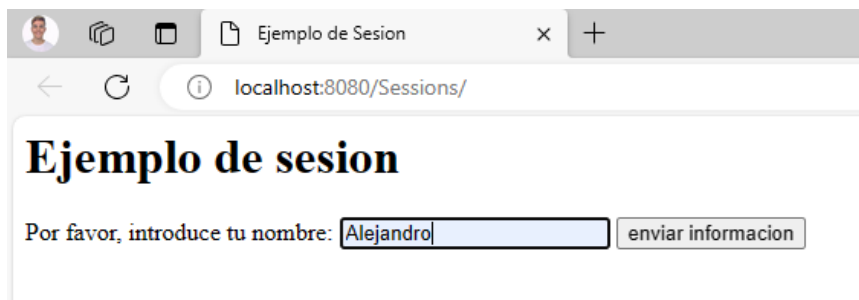 Ejemplo de Sesion
localhost:8080/Sessions/
Ejemplo de sesion
Por favor, introduce tu nombre: Alejandro enviar informacion